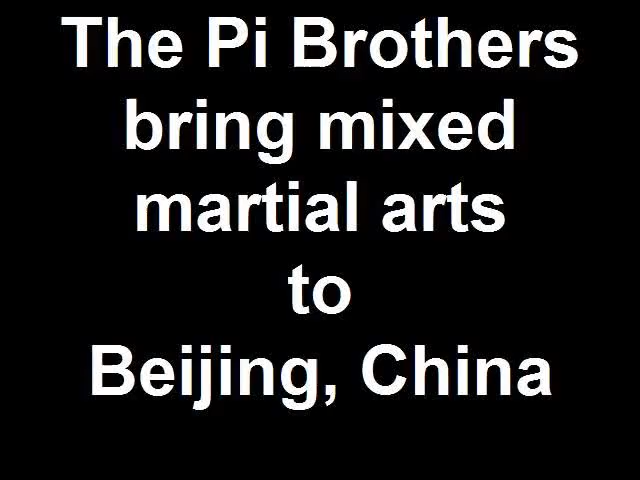 The Pi Brothers
bring mixed
martial arts
to
Beijing, China